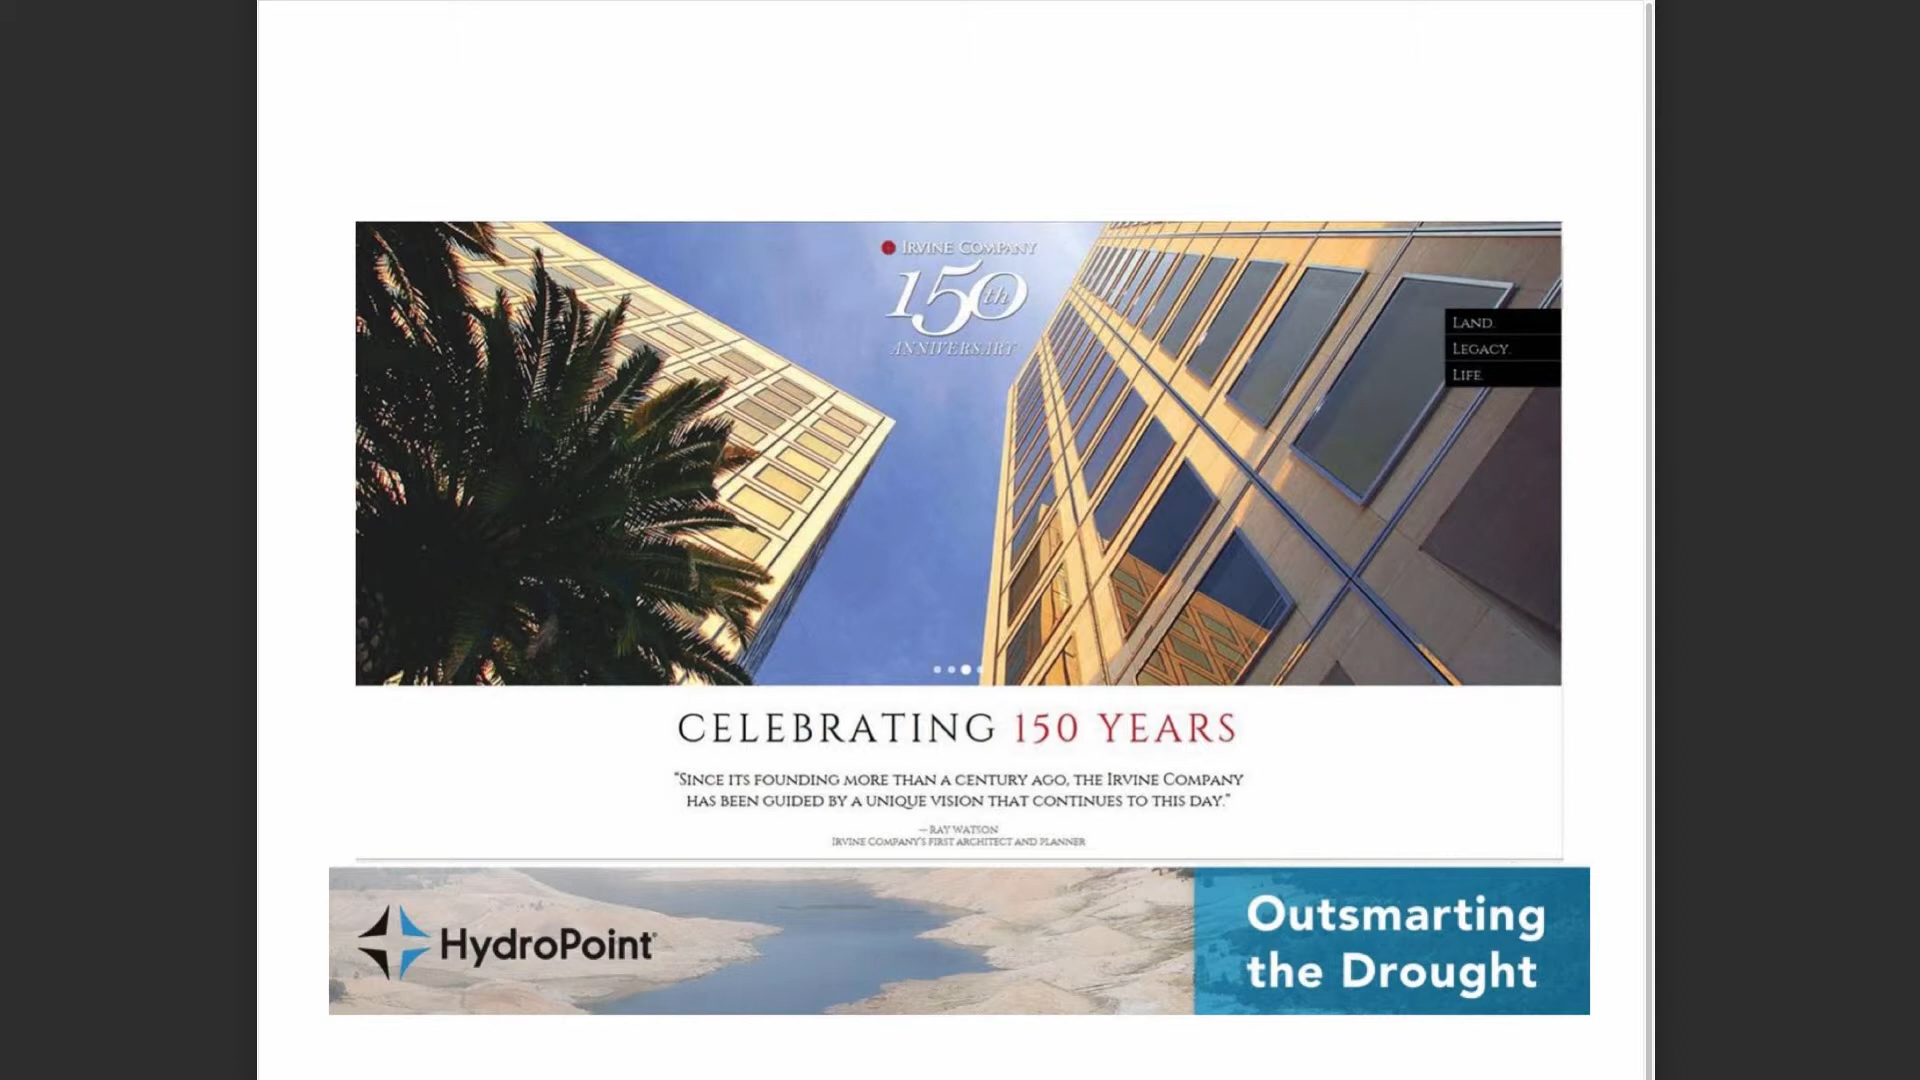 IRVINE COMPANY
150th
ANNIVERSARY
LAND.
LEGACY.
LIFE.
CELEBRATING 150 YEARS
"SINCE ITS FOUNDING MORE THAN A CENTURY AGO, THE IRVINE COMPANY
HAS BEEN GUIDED BY A UNIQUE VISION THAT CONTINUES TO THIS DAY."
— RAY WATSON
IRVINE COMPANY'S FIRST ARCHITECT AND PLANNER
HydroPoint®
Outsmarting
the Drought